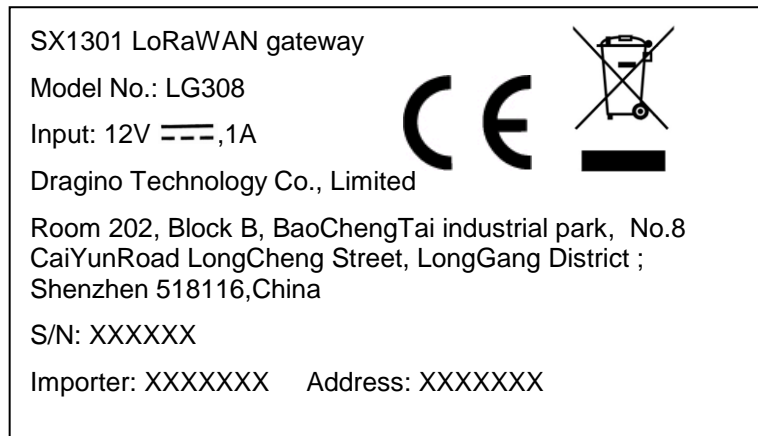 SX1301 LoRaWAN gateway
Model No.: LG308
Input: 12V ⎓,1A
Dragino Technology Co., Limited
Room 202, Block B, BaoChengTai industrial park,  No.8
CaiYunRoad LongCheng Street, LongGang District ;
Shenzhen 518116,China
S/N: XXXXXX
Importer: XXXXXXX     Address: XXXXXXX
CE